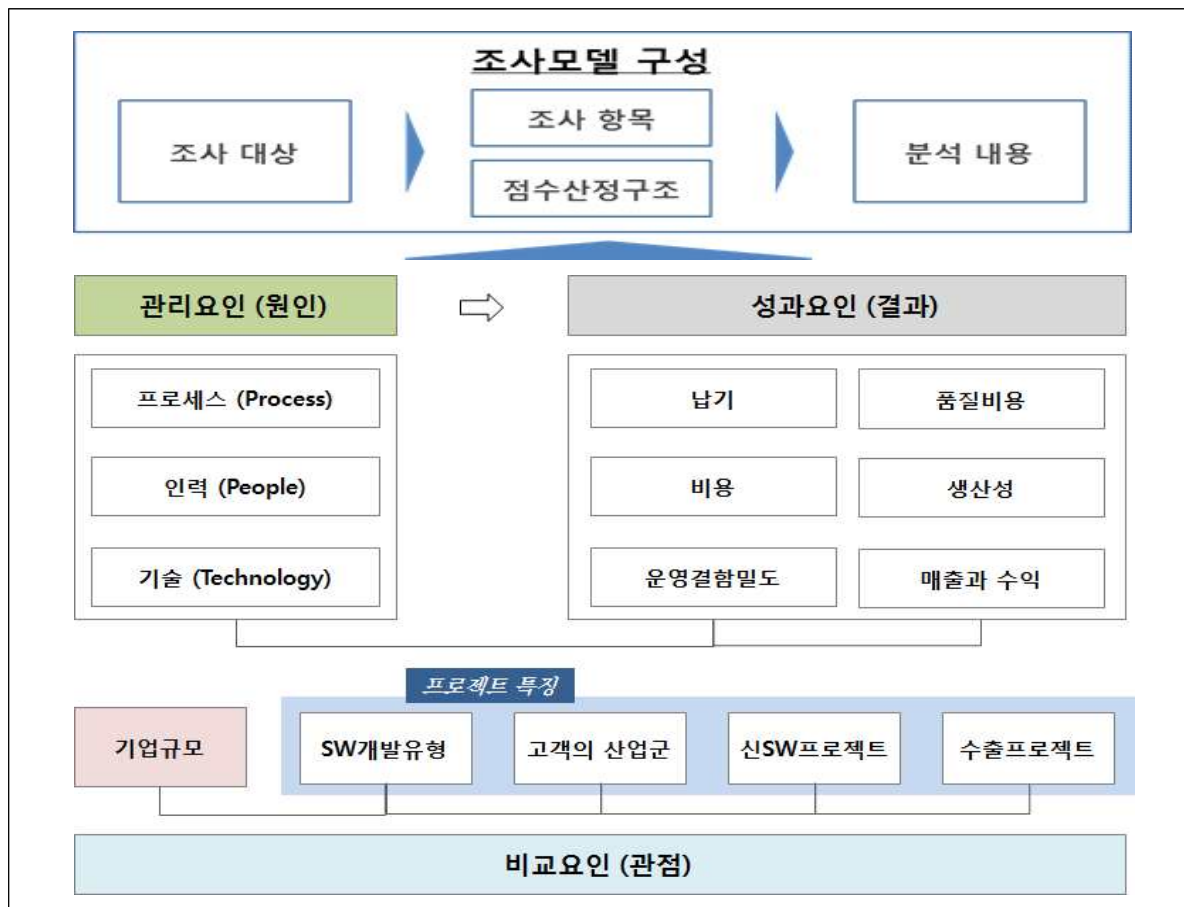 조사모델 구성
조사 대상
조사 항목
점수산정구조
분석 내용
관리요인 (원인)
성과요인 (결과)
프로세스 (Process)
인력 (People)
기술 (Technology)
납기
품질비용
비용
생산성
운영결함밀도
매출과 수익
프로젝트 특징
기업규모
SW개발유형
고객의 산업군
신SW프로젝트
수출프로젝트
비교요인 (관점)